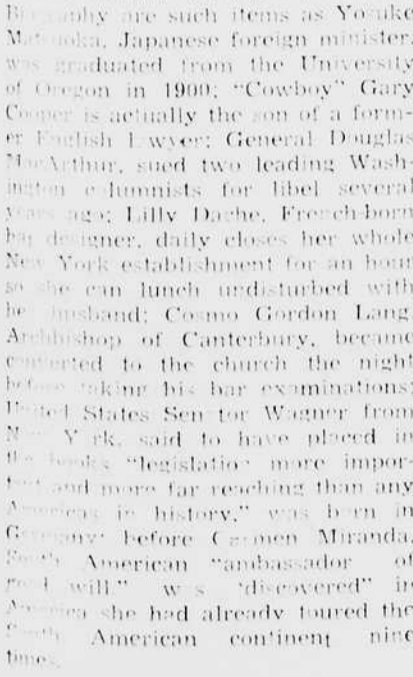 Biography are such items as Yosuke
Matsuoka, Japanese foreign minister,
was graduated from the University
of Oregon in 1900; "Cowboy" Gary
Cooper is actually the son of a form-
er English Lawyer; General Douglas
MacArthur, sued two leading Wash-
ington columnists for libel several
years ago; Lilly Dache, French-born
hat designer, daily closes her whole
New York establishment for an hour
so she can lunch undisturbed with
her husband; Cosmo Gordon Lang,
Archbishop of Canterbury, became
converted to the church the night
before taking his bar examinations;
United States Senator Wagner from
New York, said to have placed in
the books "legislation more impor-
tant and more far reaching than any
American in history," was born in
Germany; before Carmen Miranda,
South American "ambassador of
good will," was 'discovered" in
America she had already toured the
South American continent nine
times.